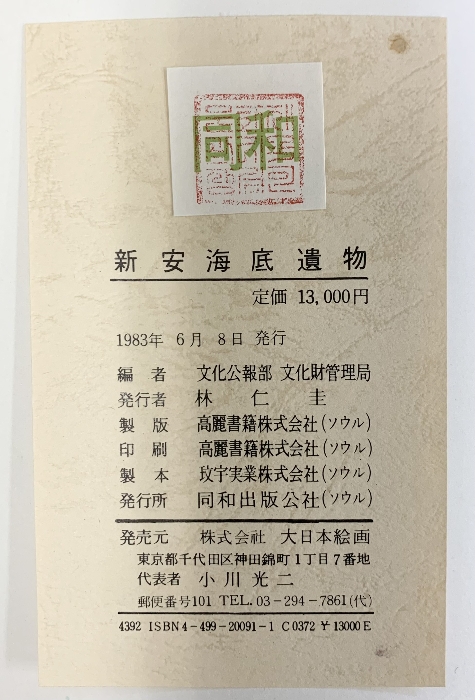 同和
新安海底遺物
定価 13,000円
1983年 6月 8日 発行
編者 文化公報部 文化財管理局
発行者 林仁圭
製版 高麗書籍株式会社(ソウル)
印刷 高麗書籍株式会社(ソウル)
製本 玟宇実業株式会社(ソウル)
発行所 同和出版公社(ソウル)
発売元 株式会社 大日本絵画
東京都千代田区神田錦町1丁目7番地
代表者 小川光二
郵便番号101 TEL. 03-294-7861(代)
4392 ISBN4-499-20091-1 C0372 ¥13000E